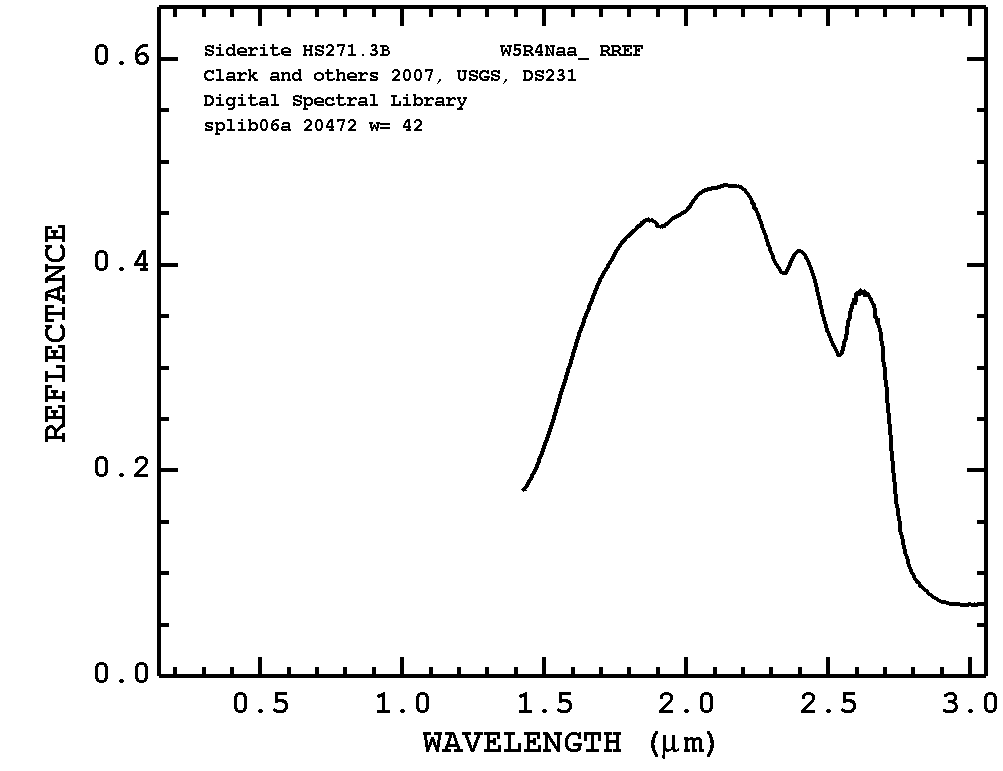 Siderite HS271.3B W5R4Naa_ RREF
Clark and others 2007, USGS, DS231
Digital Spectral Library
splib06a 20472 w= 42
0.6
0.4
0.2
0.0
REFLECTANCE
0.5 1.0 1.5 2.0 2.5 3.0
WAVELENGTH (μm)